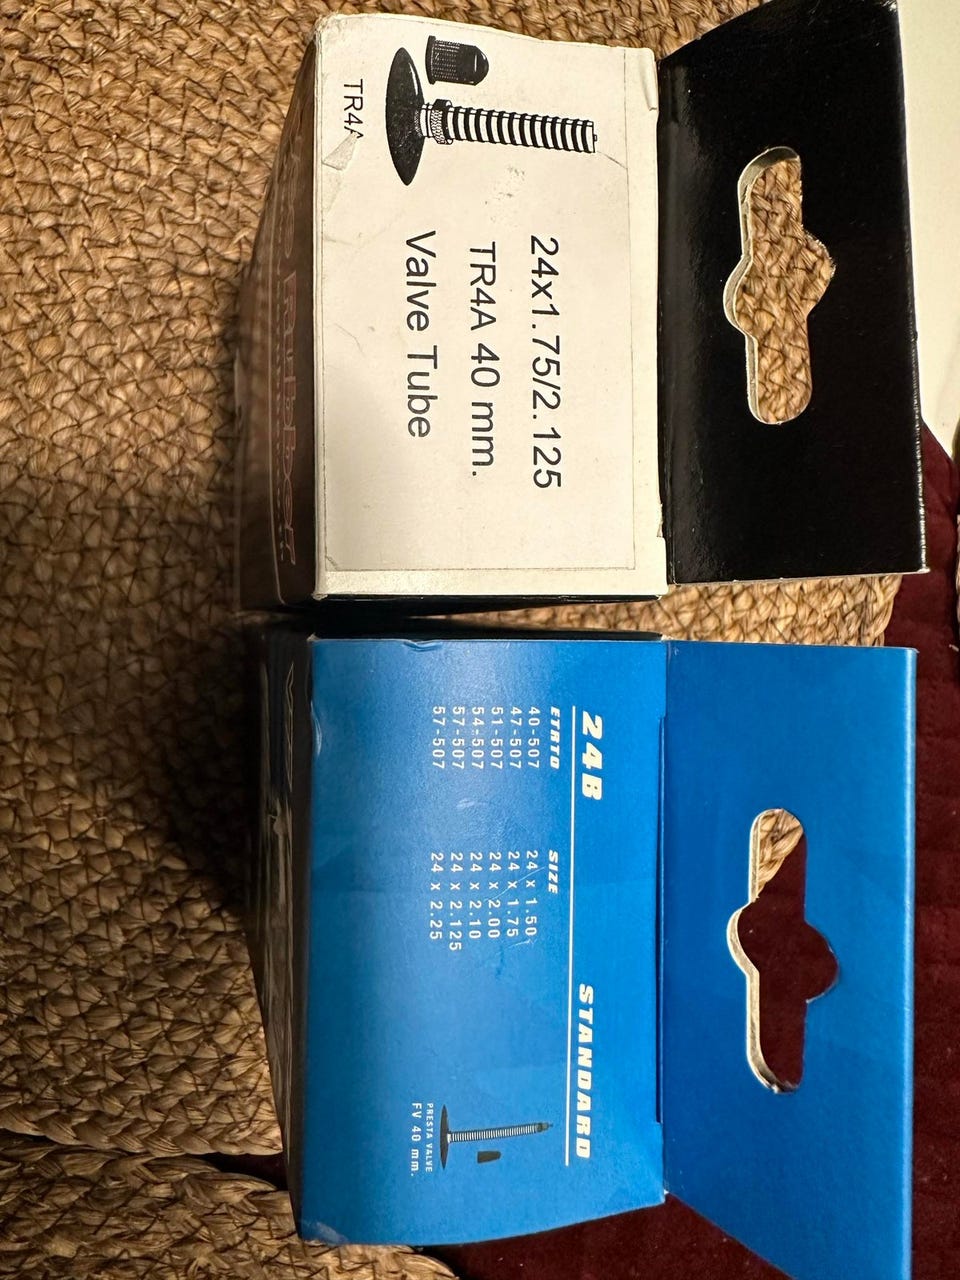 24x1.75/2.125
TR4A 40 mm.
Valve Tube
TR4A
Rubber
24B STANDARD
ETRTO SIZE
40-507 24 x 1.50
47-507 24 x 1.75
51-507 24 x 2.00
54-507 24 x 2.10
57-507 24 x 2.125
57-507 24 x 2.25
PRESTA VALVE
FV 40 mm.